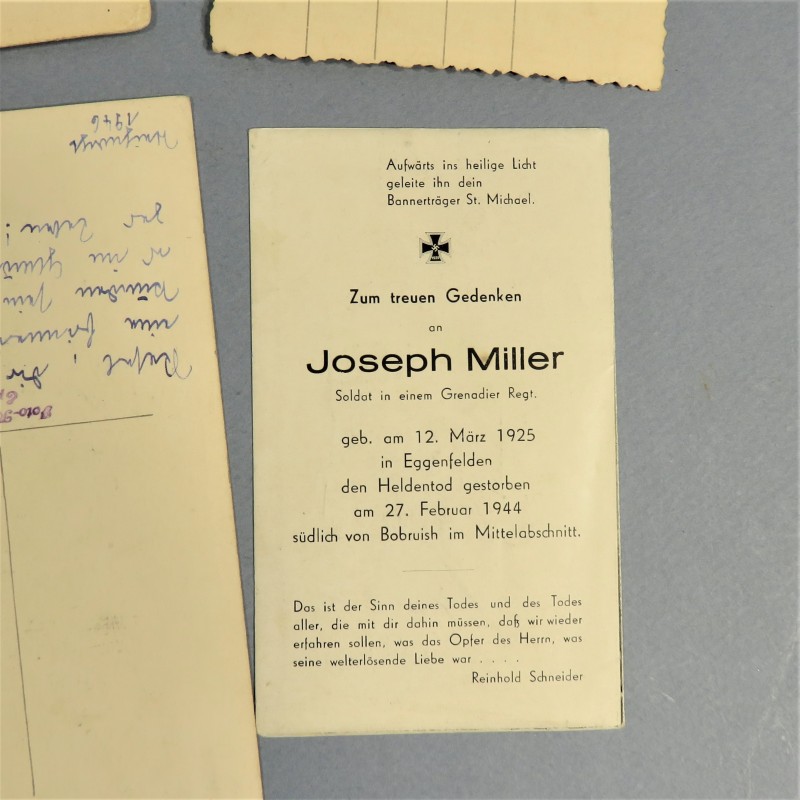 Aufwärts ins heilige Licht
geleite ihn dein
Bannerträger St. Michael.
Zum treuen Gedenken
an
Joseph Miller
Soldat in einem Grenadier Regt.
geb. am 12. März 1925
in Eggenfelden
den Heldentod gestorben
am 27. Februar 1944
südlich von Bobruish im Mittelabschnitt.
Das ist der Sinn deines Todes und des Todes
aller, die mit dir dahin müssen, daß wir wieder
erfahren sollen, was das Opfer des Herrn, was
seine welterlösende Liebe war . . . .
Reinhold Schneider
1946